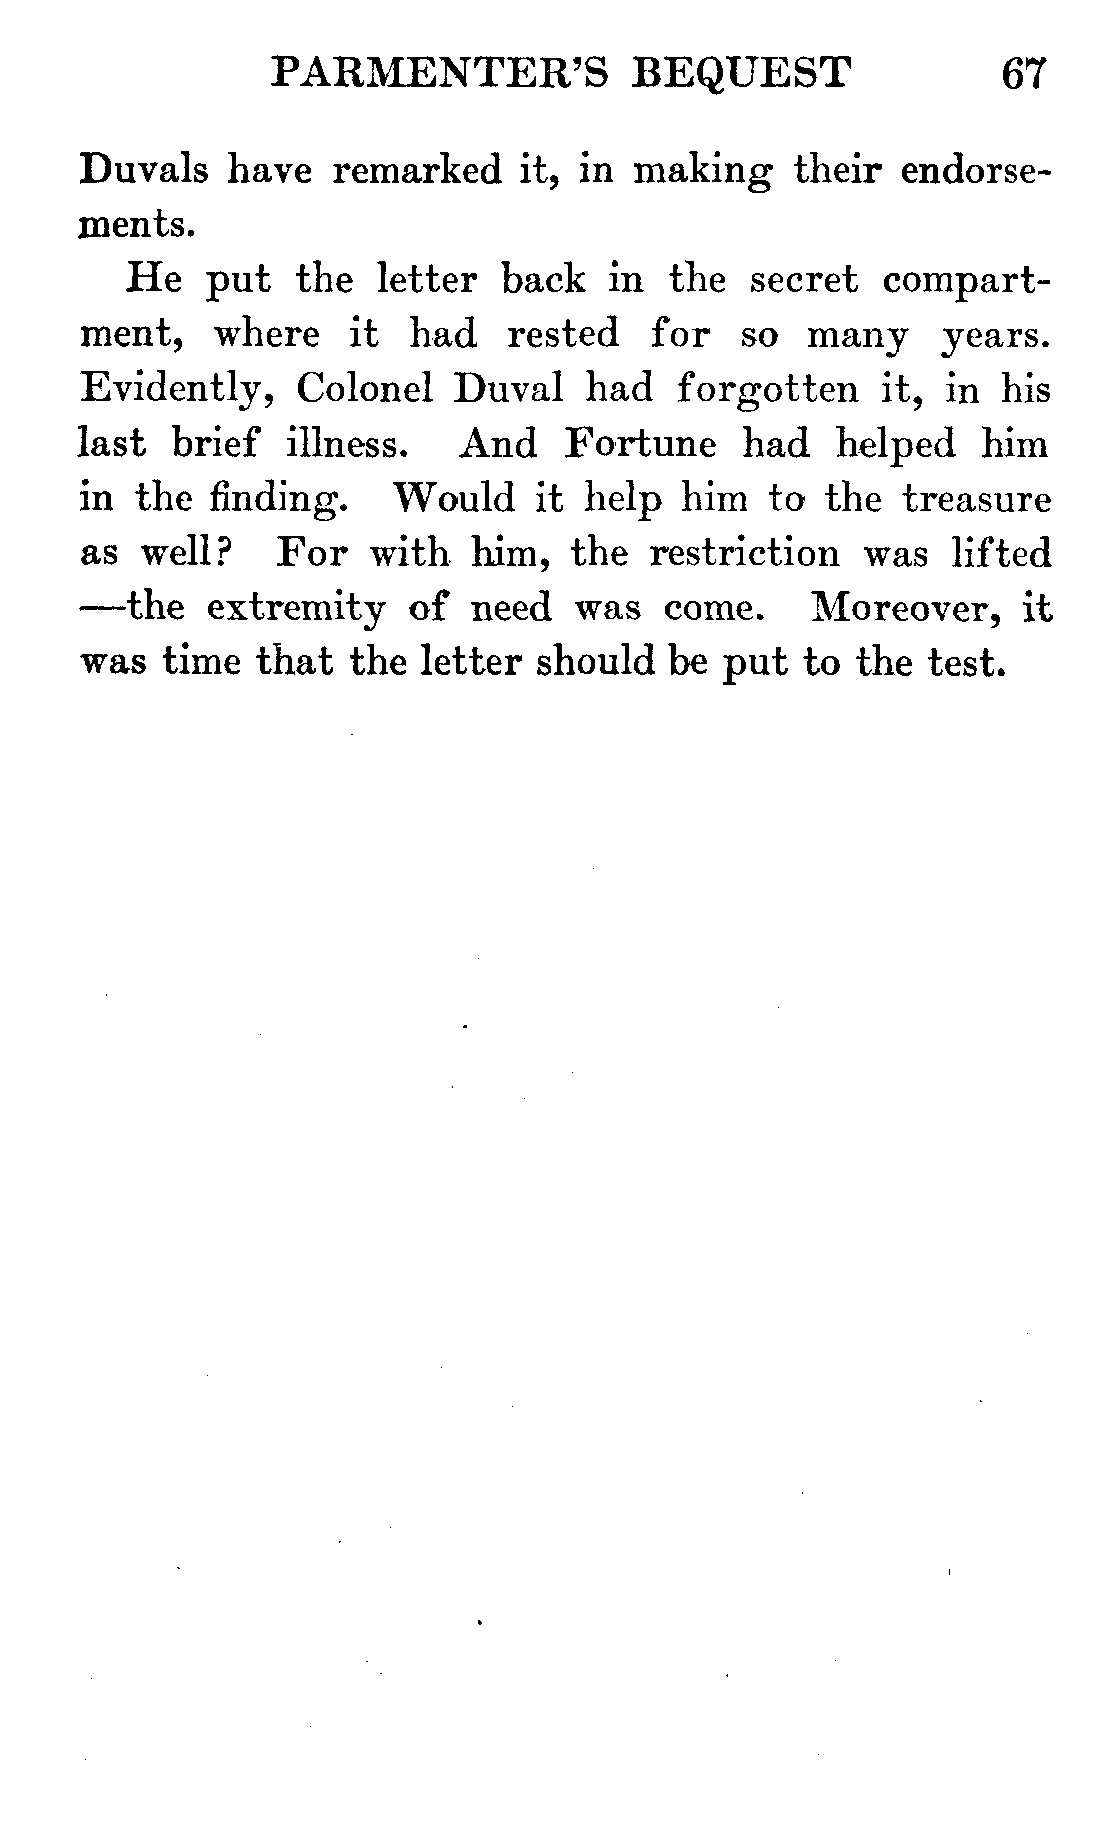 PARMENTER'S BEQUEST 67
Duvals have remarked it, in making their endorse-
ments.
He put the letter back in the secret compart-
ment, where it had rested for so many years.
Evidently, Colonel Duval had forgotten it, in his
last brief illness. And Fortune had helped him
in the finding. Would it help him to the treasure
as well? For with him, the restriction was lifted
—the extremity of need was come. Moreover, it
was time that the letter should be put to the test.